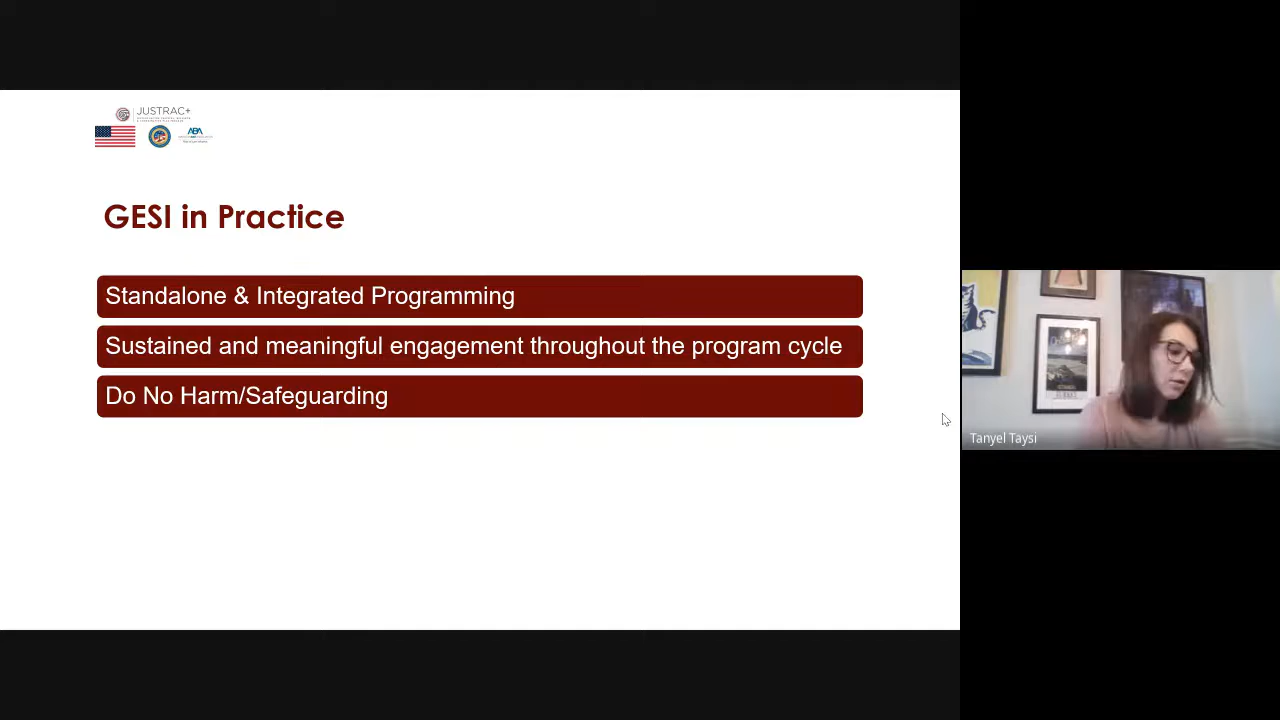 JUSTRAC+
ABA
GESI in Practice
Standalone & Integrated Programming
Sustained and meaningful engagement throughout the program cycle
Do No Harm/Safeguarding
Tanyel Taysi